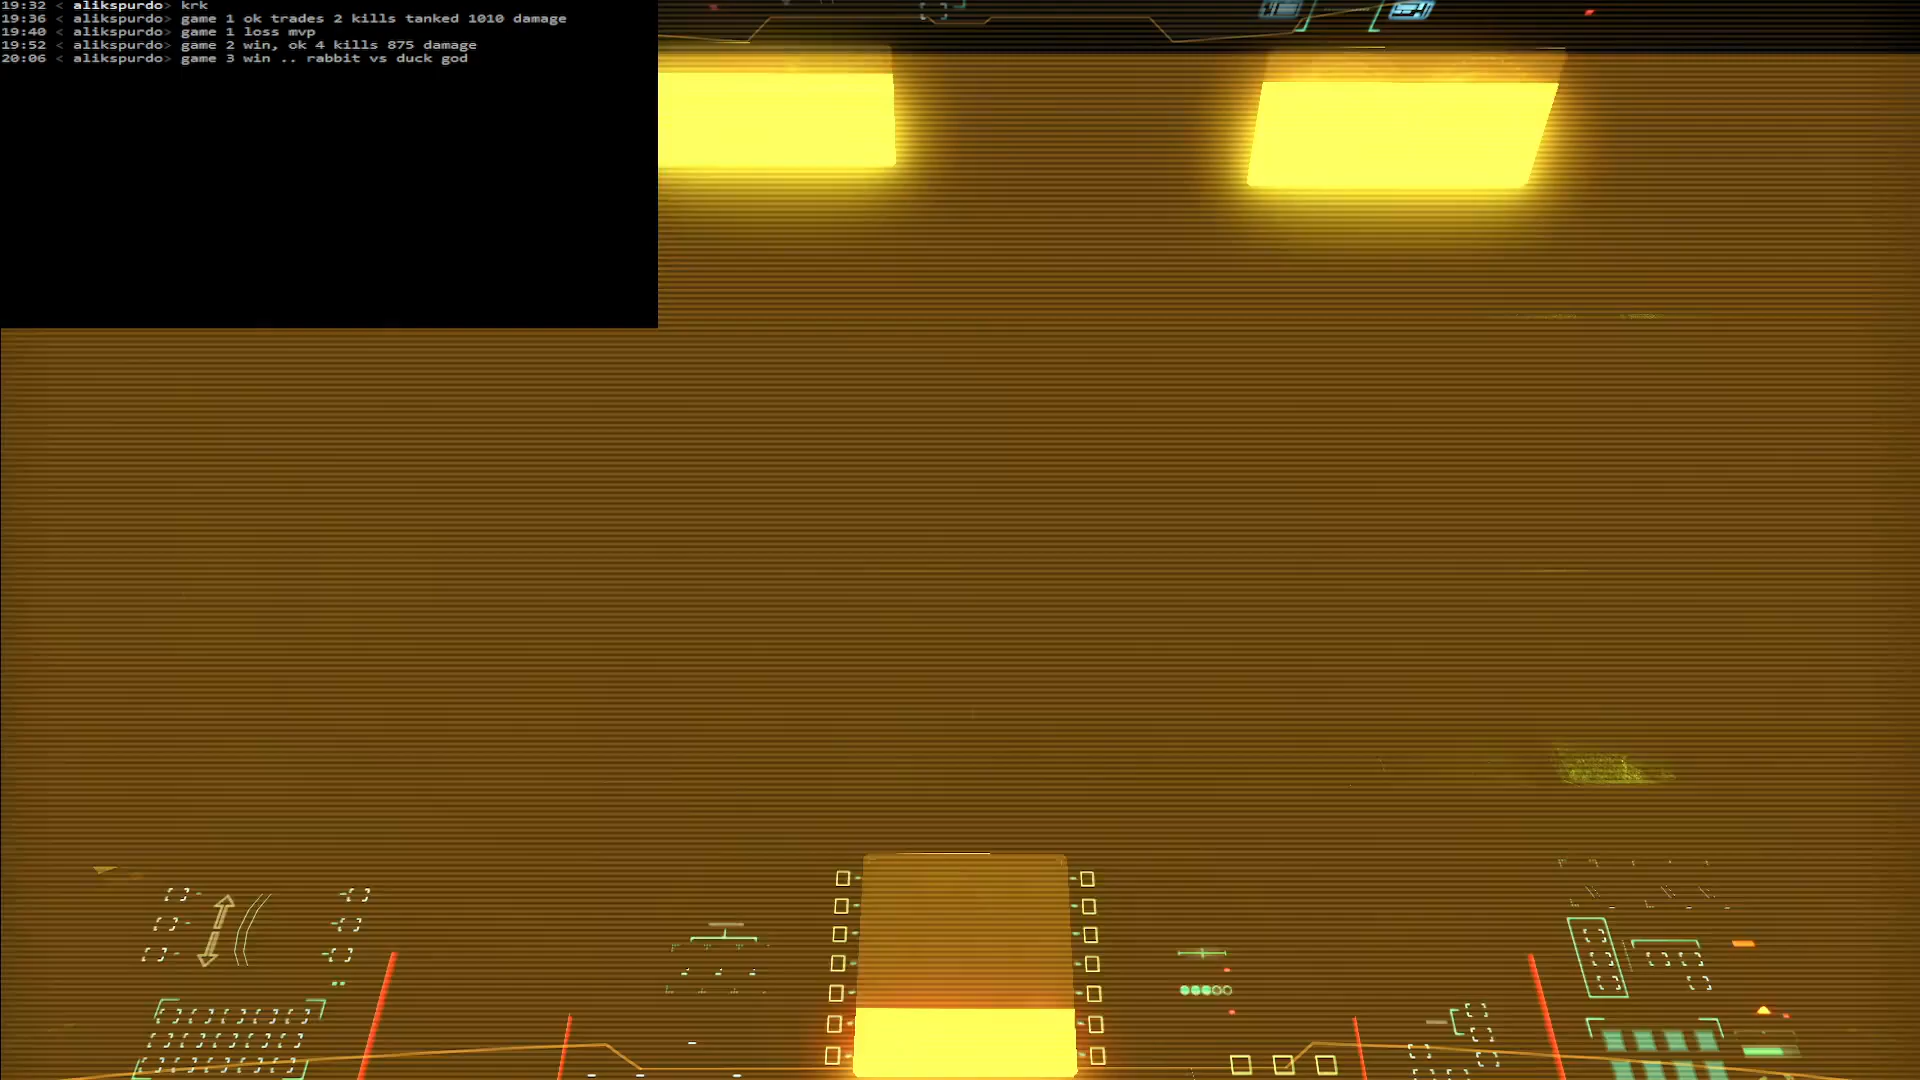 19:32 < alikspurdo> krk
19:36 < alikspurdo> game 1 ok trades 2 kills tanked 1010 damage
19:40 < alikspurdo> game 1 loss mvp
19:52 < alikspurdo> game 2 win, ok 4 kills 875 damage
20:06 < alikspurdo> game 3 win .. rabbit vs duck god